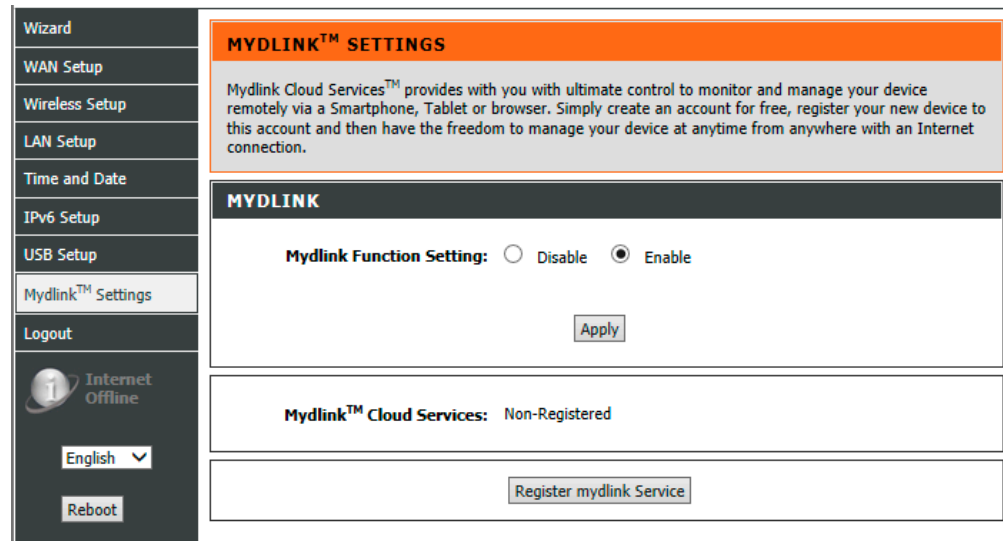 Wizard
WAN Setup
Wireless Setup
LAN Setup
Time and Date
IPv6 Setup
USB Setup
Mydlink™ Settings
Logout
Internet
Offline
English
Reboot
MYDLINK™ SETTINGS
Mydlink Cloud Services™ provides with you with ultimate control to monitor and manage your device
remotely via a Smartphone, Tablet or browser. Simply create an account for free, register your new device to
this account and then have the freedom to manage your device at anytime from anywhere with an Internet
connection.
MYDLINK
Mydlink Function Setting: Disable Enable
Apply
Mydlink™ Cloud Services: Non-Registered
Register mydlink Service